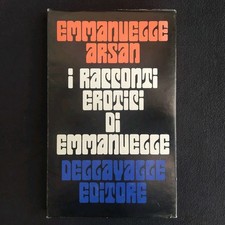 EMMANUELLE
ARSAN
I RACCONTI
EROTICI
DI
EMMANUELLE
DELLAVALLE
EDITORE